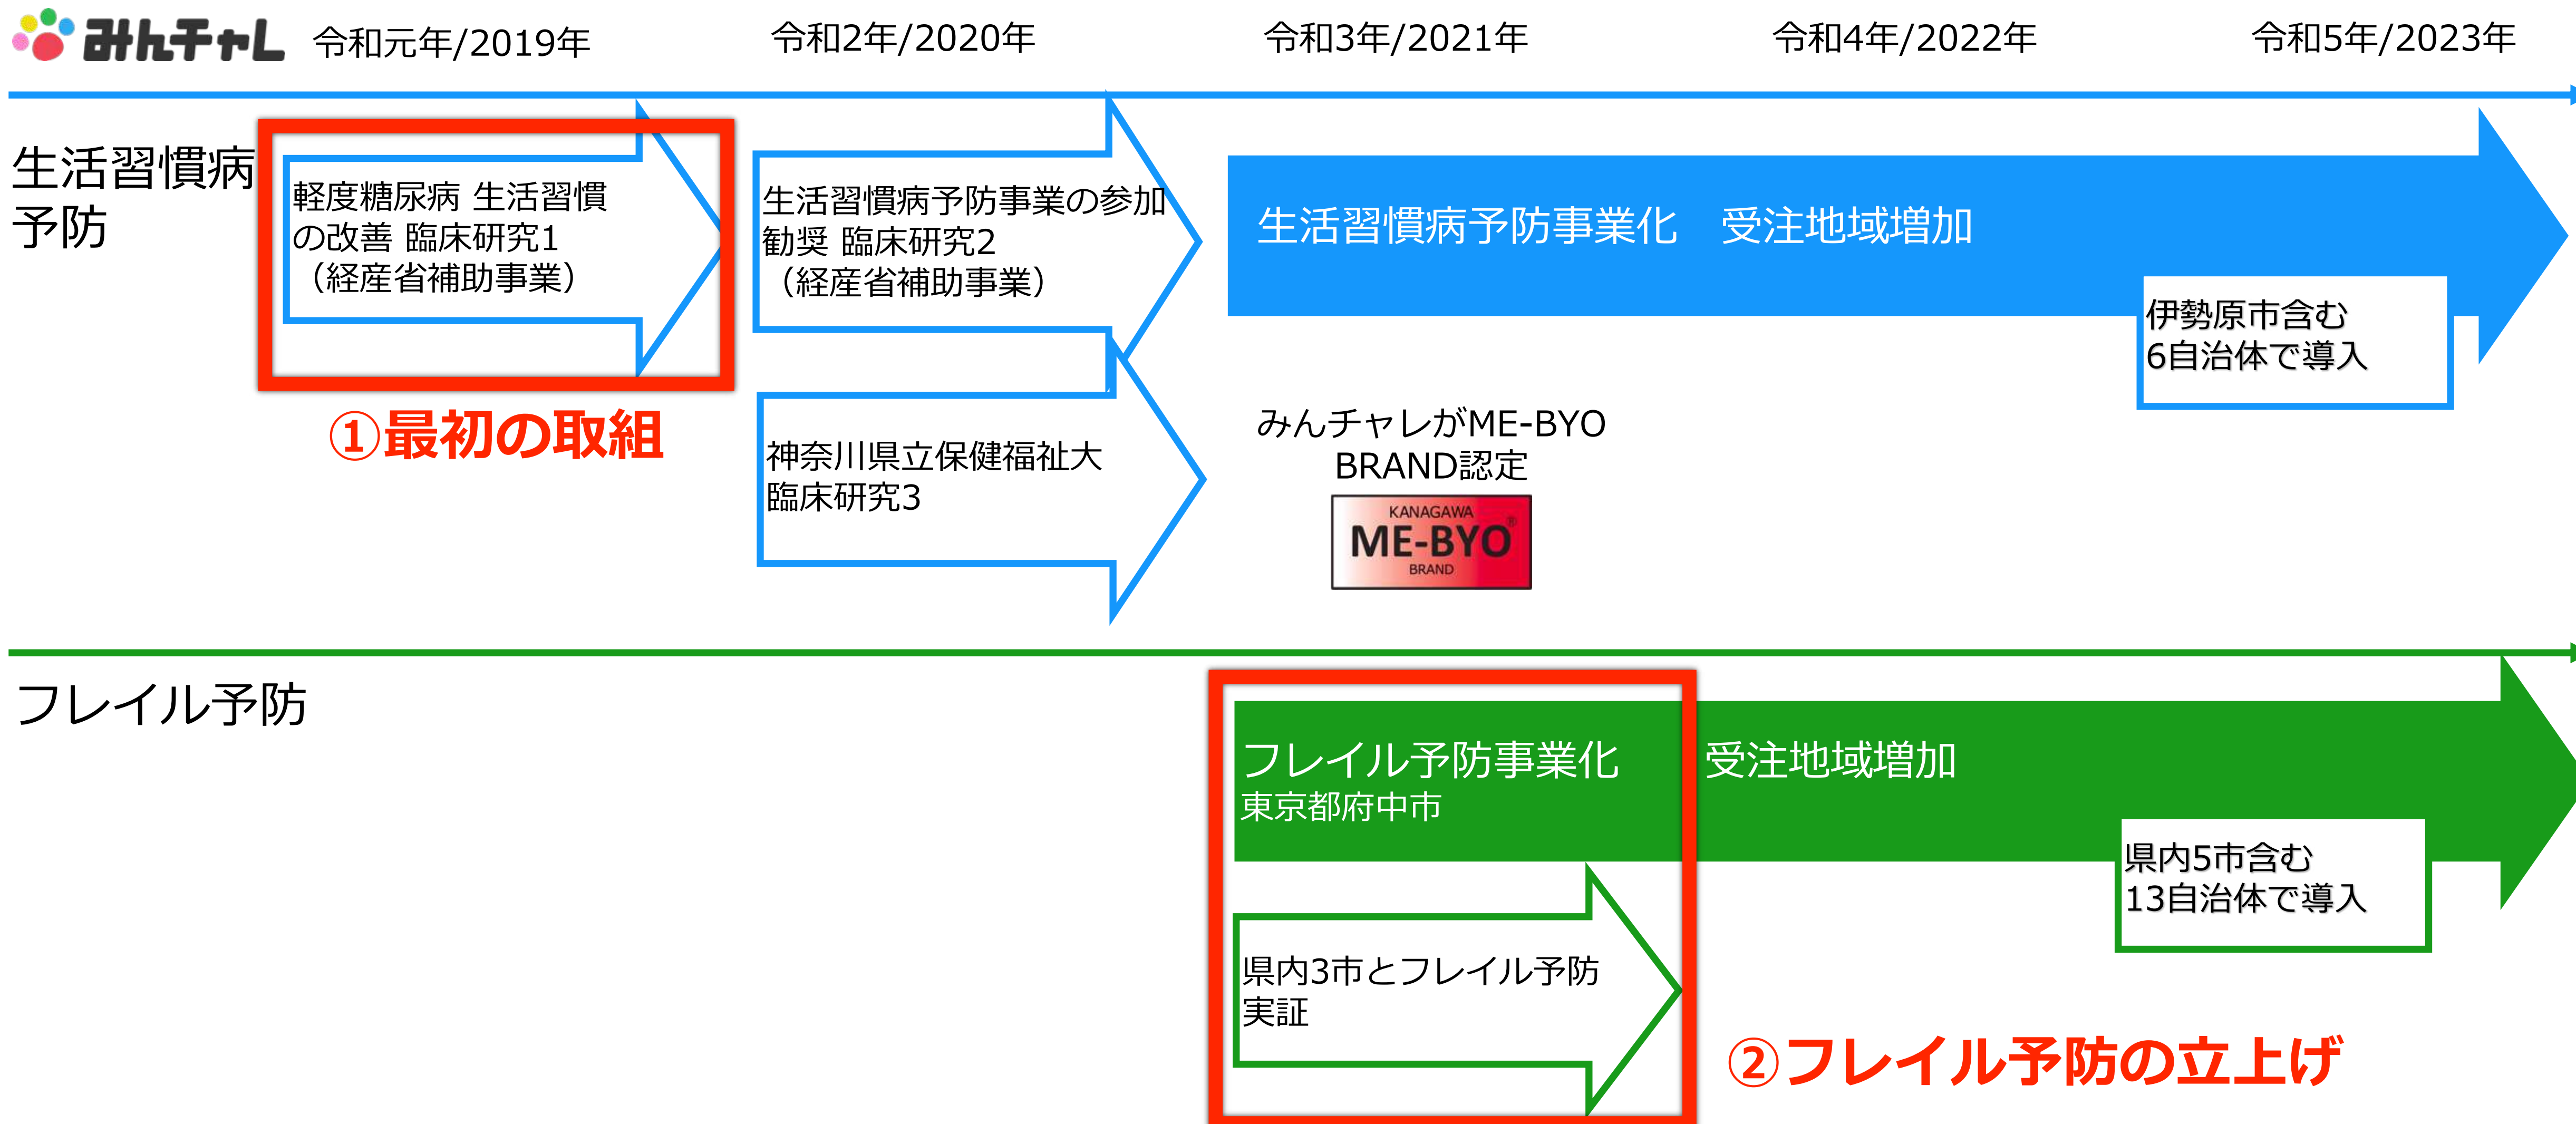 みんチャレ
令和元年/2019年
令和2年/2020年
令和3年/2021年
令和4年/2022年
令和5年/2023年
生活習慣病
予防
軽度糖尿病 生活習慣
の改善 臨床研究1
（経産省補助事業）
①最初の取組
生活習慣病予防事業の参加
勧奨 臨床研究2
（経産省補助事業）
神奈川県立保健福祉大
臨床研究3
生活習慣病予防事業化　受注地域増加
伊勢原市含む
6自治体で導入
みんチャレがME-BYO
BRAND認定
KANAGAWA
ME-BYO®
BRAND
フレイル予防
フレイル予防事業化　受注地域増加
東京都府中市
県内5市含む
13自治体で導入
県内3市とフレイル予防
実証
②フレイル予防の立上げ